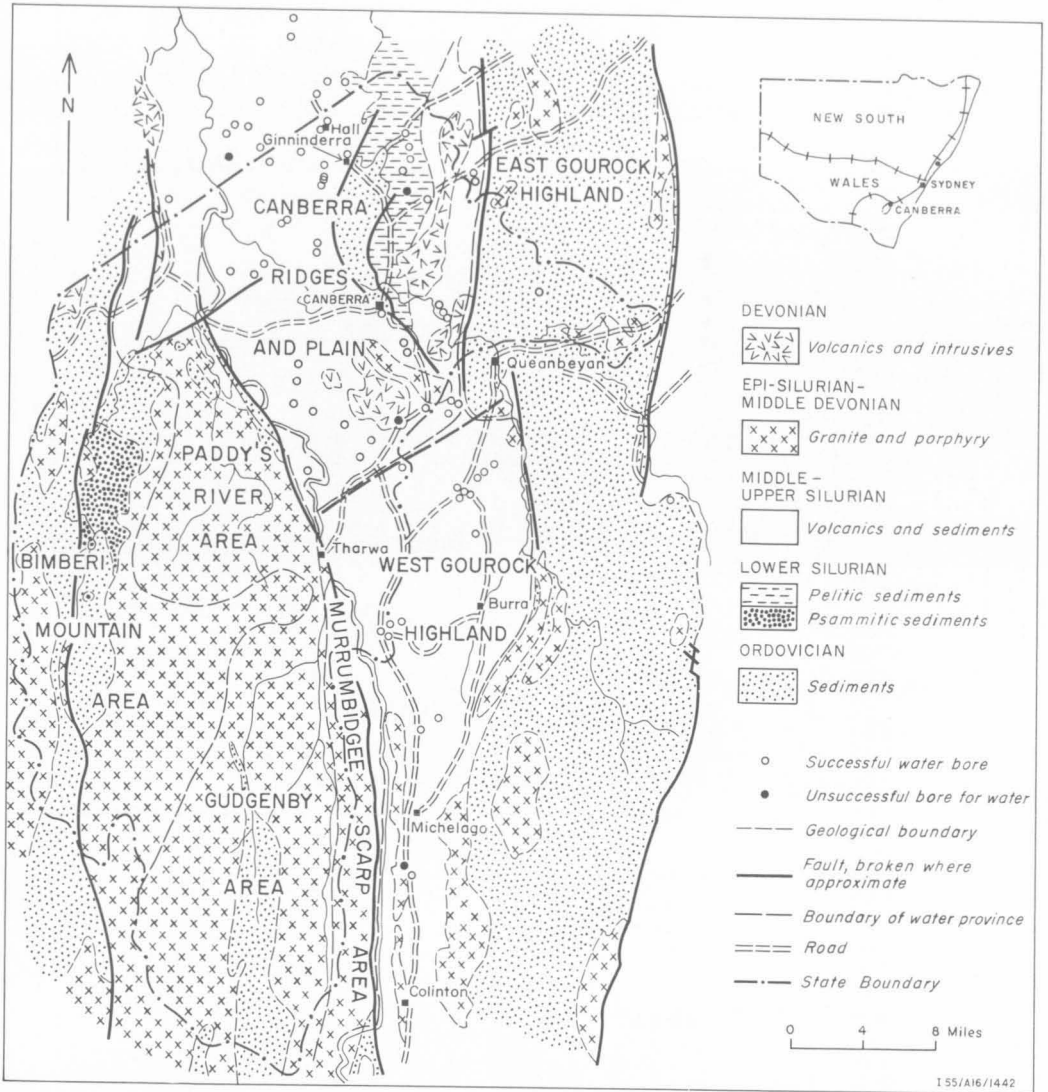 N
Hall
Ginninderra
CANBERRA
RIDGES
CANBERRA
AND PLAIN
EAST GOUROCK
HIGHLAND
Queanbeyan
PADDY'S
RIVER
AREA
Tharwa
BIMBERI
MOUNTAIN
AREA
WEST GOUROCK
Burra
HIGHLAND
MURRUMBIDGEE
SCARP
AREA
GUDGENBY
AREA
Michelago
Colinton
NEW SOUTH
WALES
SYDNEY
CANBERRA
DEVONIAN
Volcanics and intrusives
EPI-SILURIAN-
MIDDLE DEVONIAN
Granite and porphyry
MIDDLE-
UPPER SILURIAN
Volcanics and sediments
LOWER SILURIAN
Pelitic sediments
Psammitic sediments
ORDOVICIAN
Sediments
Successful water bore
Unsuccessful bore for water
Geological boundary
Fault, broken where
approximate
Boundary of water province
Road
State Boundary
0 4 8 Miles
I 55/A16/1442